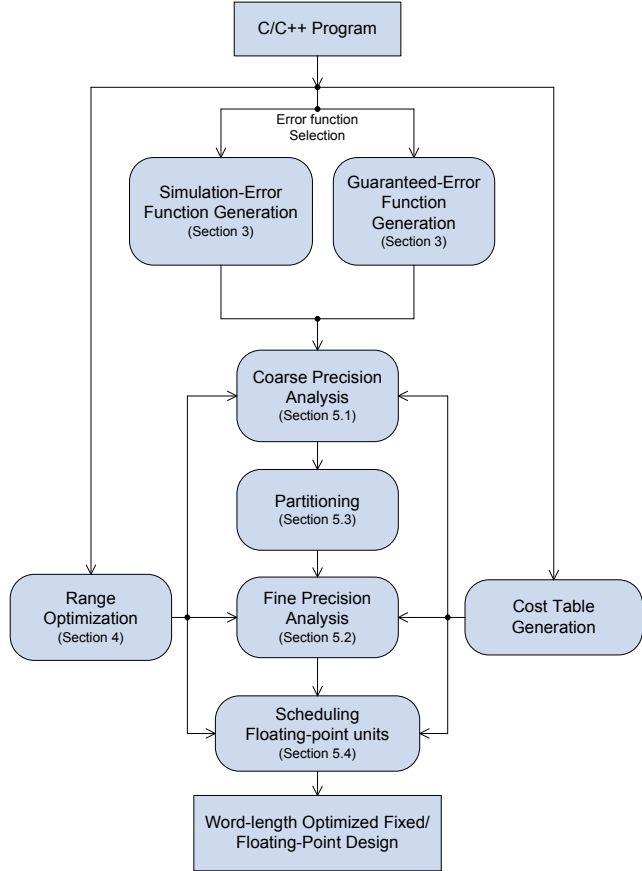 C/C++ Program
Error function
Selection
Simulation-Error
Function Generation
(Section 3)
Guaranteed-Error
Function
Generation
(Section 3)
Coarse Precision
Analysis
(Section 5.1)
Partitioning
(Section 5.3)
Range
Optimization
(Section 4)
Fine Precision
Analysis
(Section 5.2)
Cost Table
Generation
Scheduling
Floating-point units
(Section 5.4)
Word-length Optimized Fixed/
Floating-Point Design